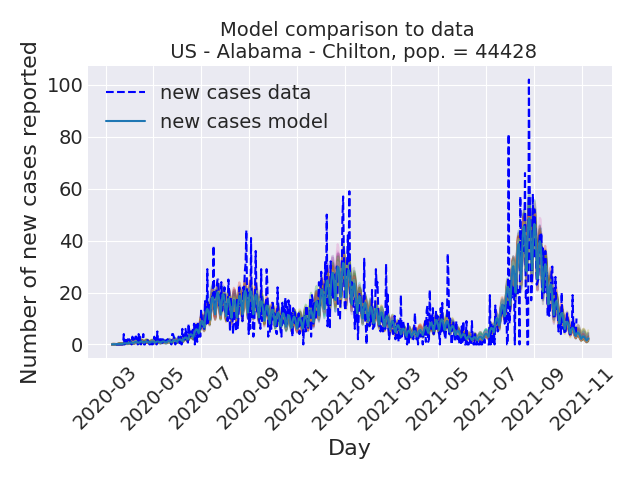 Model comparison to data
US - Alabama - Chilton, pop. = 44428
Number of new cases reported
100
80
60
40
20
0
new cases data
new cases model
2020-03
2020-05
2020-07
2020-09
2020-11
2021-01
2021-03
2021-05
2021-07
2021-09
2021-11
Day